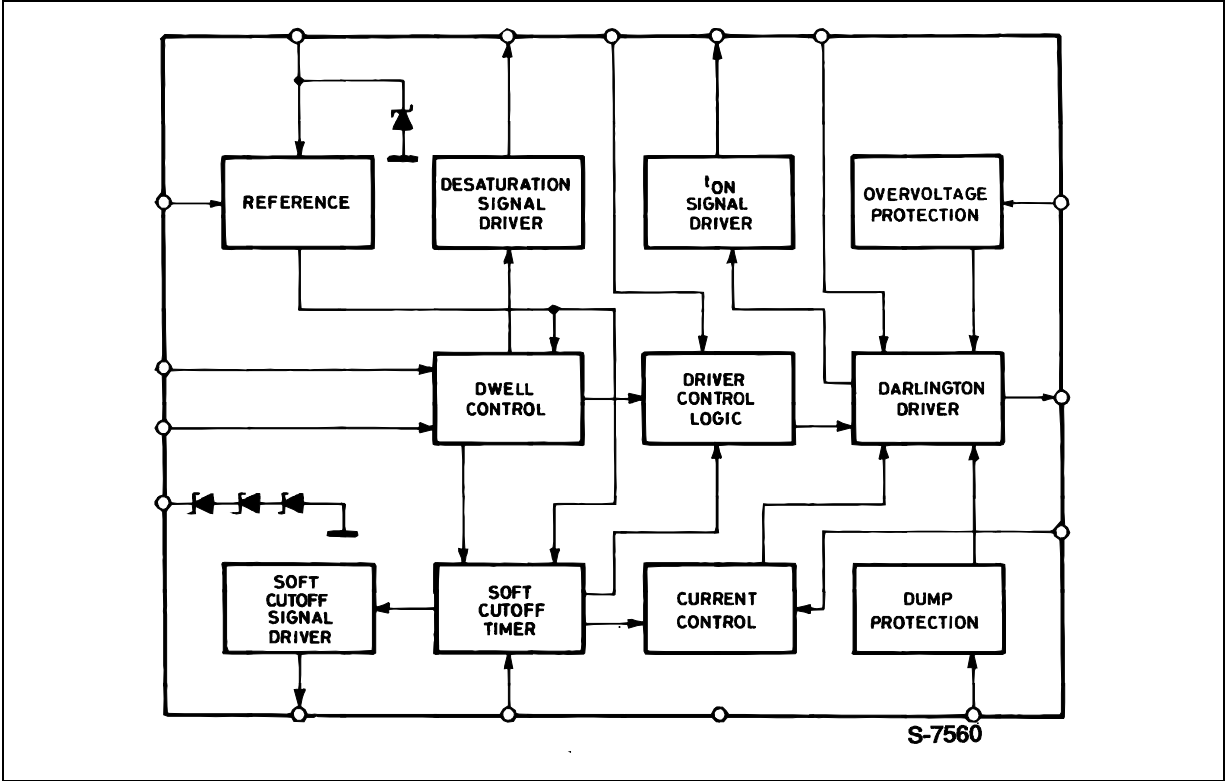 REFERENCE
DESATURATION
SIGNAL
DRIVER
tON
SIGNAL
DRIVER
OVERVOLTAGE
PROTECTION
DWELL
CONTROL
DRIVER
CONTROL
LOGIC
DARLINGTON
DRIVER
SOFT
CUTOFF
SIGNAL
DRIVER
SOFT
CUTOFF
TIMER
CURRENT
CONTROL
DUMP
PROTECTION
S-7560